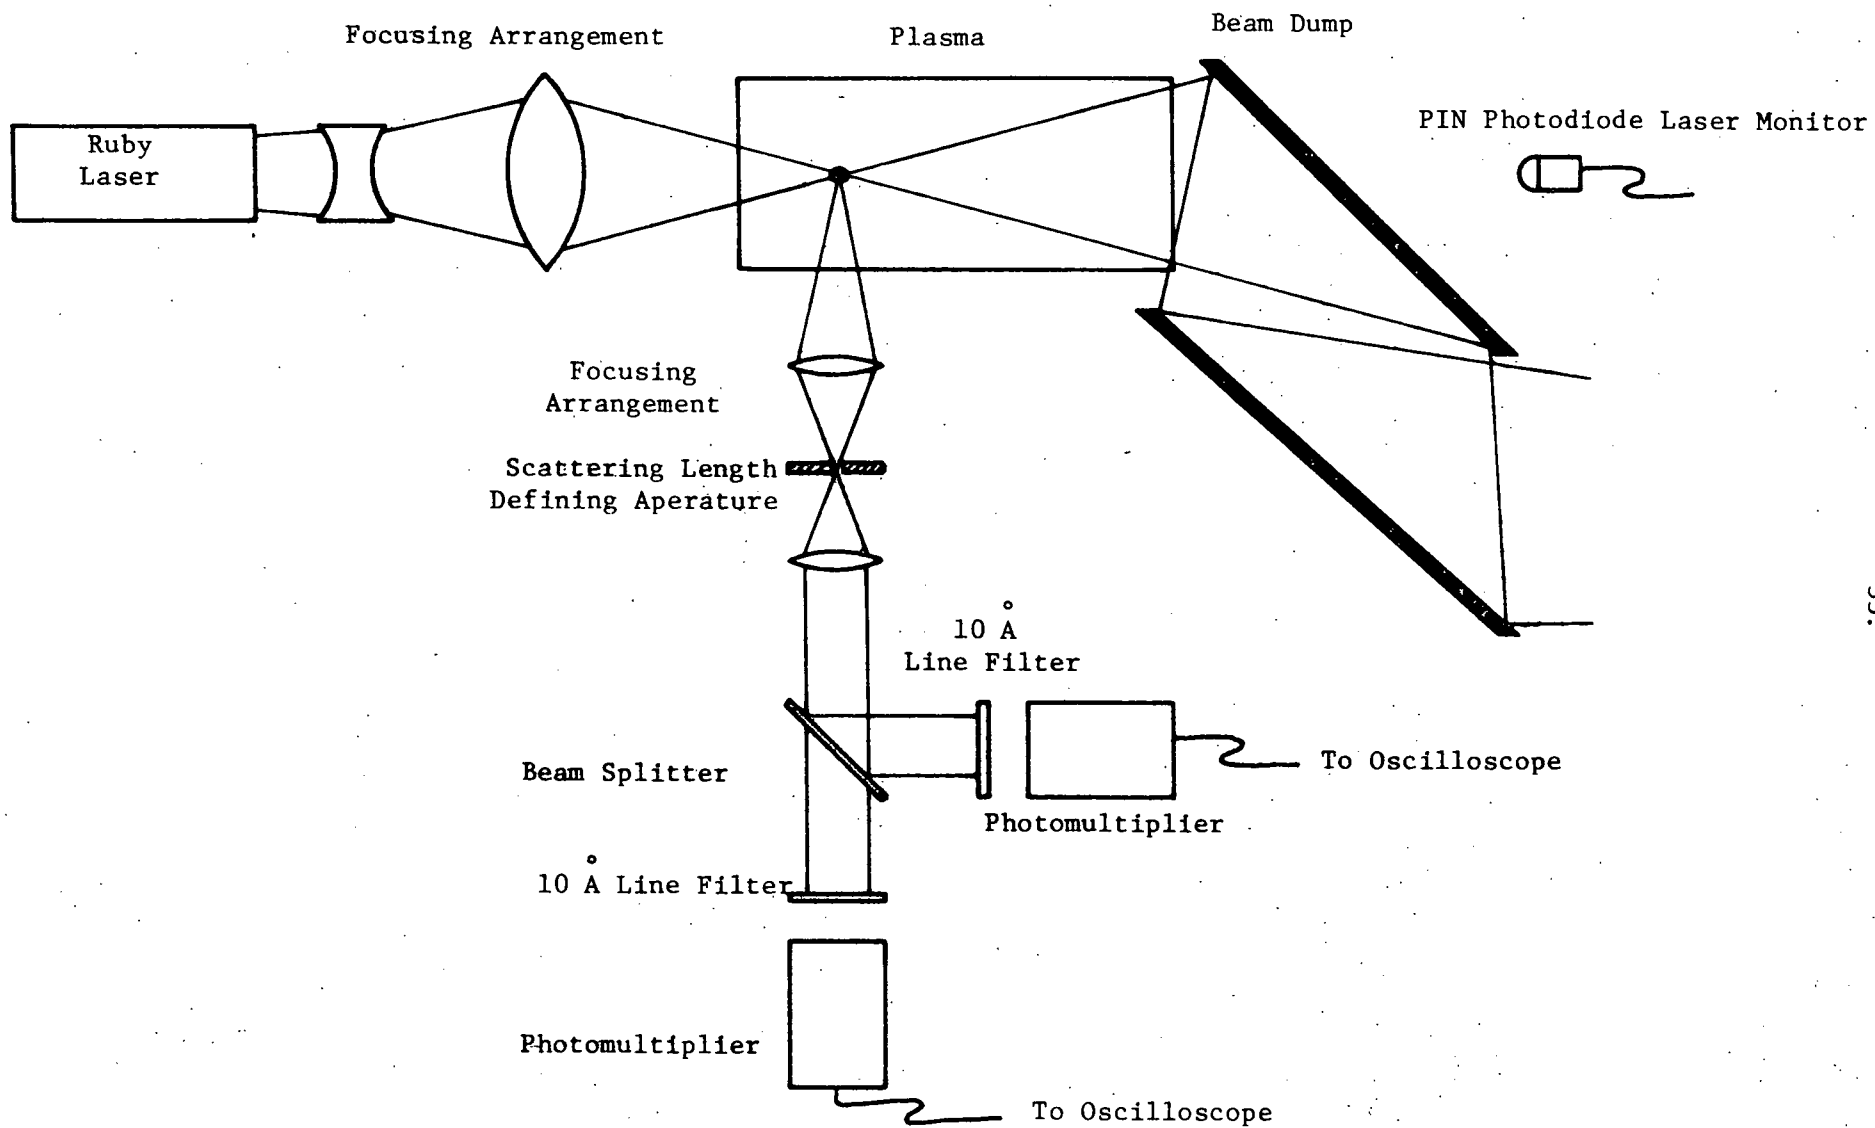 Focusing Arrangement
Plasma
Beam Dump
PIN Photodiode Laser Monitor
Ruby
Laser
Focusing
Arrangement
Scattering Length
Defining Aperature
10 Å
Line Filter
Beam Splitter
To Oscilloscope
Photomultiplier
10 Å Line Filter
Photomultiplier
To Oscilloscope